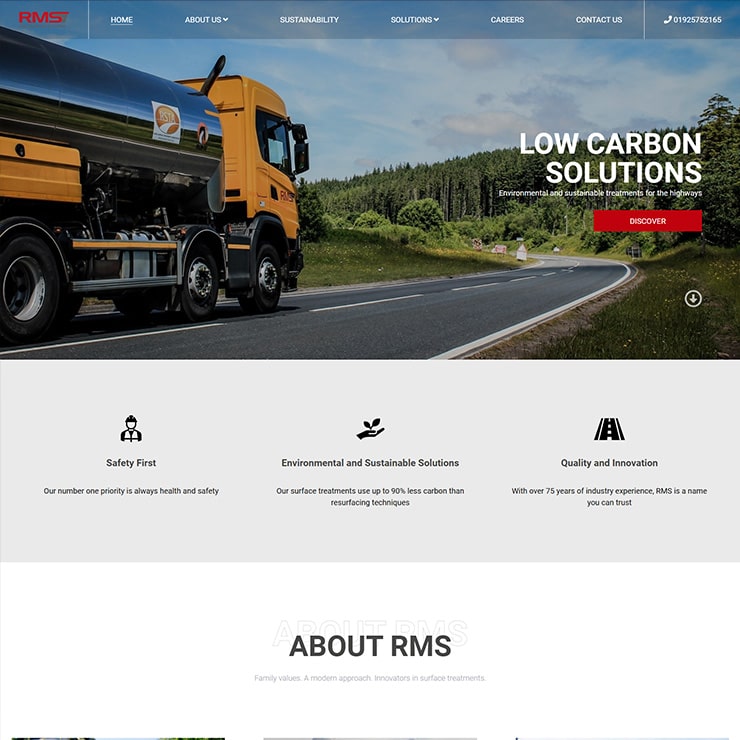 RMS
HOME
ABOUT US
SUSTAINABILITY
SOLUTIONS
CAREERS
CONTACT US
01925752165
RSTA
RMS
LOW CARBON
SOLUTIONS
Environmental and sustainable treatments for the highways
DISCOVER
Safety First
Our number one priority is always health and safety
Environmental and Sustainable Solutions
Our surface treatments use up to 90% less carbon than
resurfacing techniques
Quality and Innovation
With over 75 years of industry experience, RMS is a name
you can trust
ABOUT RMS
ABOUT RMS
Family values. A modern approach. Innovators in surface treatments.